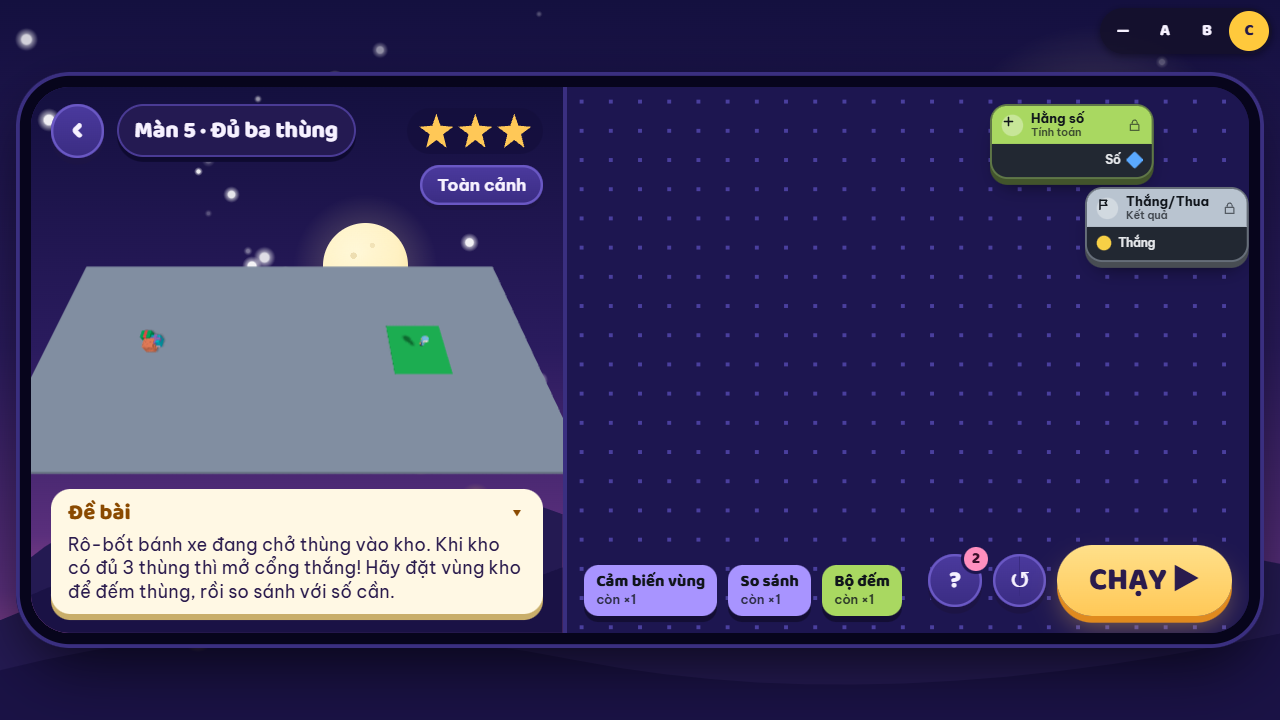 — A B C
Màn 5 • Đủ ba thùng
Toàn cảnh
Hằng số
Tính toán
Số
Thắng/Thua
Kết quả
Thắng
Đề bài
Rô-bốt bánh xe đang chở thùng vào kho. Khi kho
có đủ 3 thùng thì mở cổng thắng! Hãy đặt vùng kho
để đếm thùng, rồi so sánh với số cần.
Cảm biến vùng
còn ×1
So sánh
còn ×1
Bộ đếm
còn ×1
?
2
CHẠY